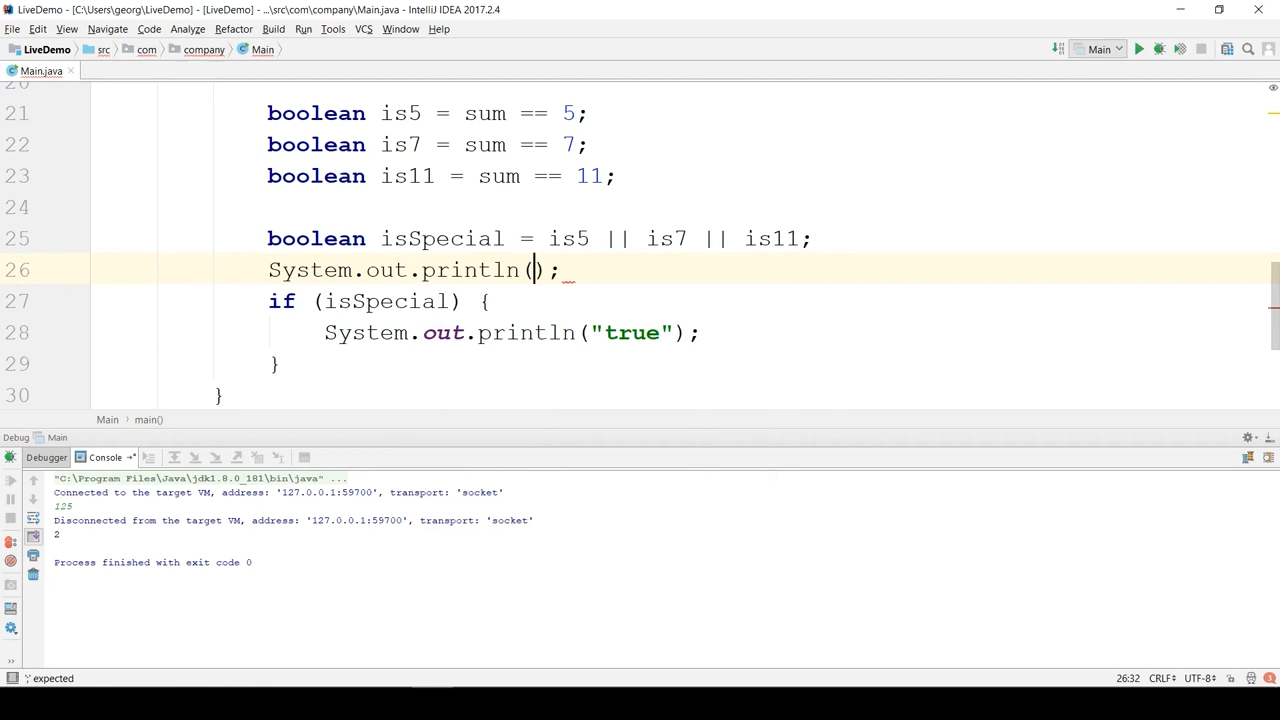 LiveDemo - [C:\Users\georg\LiveDemo] - [LiveDemo] - ...\src\com\company\Main.java - IntelliJ IDEA 2017.2.4
File Edit View Navigate Code Analyze Refactor Build Run Tools VCS Window Help
LiveDemo src com company Main Main
Main.java
20
21 boolean is5 = sum == 5;
22 boolean is7 = sum == 7;
23 boolean is11 = sum == 11;
24
25 boolean isSpecial = is5 || is7 || is11;
26 System.out.println();
27 if (isSpecial) {
28 System.out.println("true");
29 }
30 }
Main main()
Debug Main
Debugger Console
"C:\Program Files\Java\jdk1.8.0_181\bin\java" ...
Connected to the target VM, address: '127.0.0.1:59700', transport: 'socket'
125
Disconnected from the target VM, address: '127.0.0.1:59700', transport: 'socket'
2
Process finished with exit code 0
';' expected 26:32 CRLF UTF-8 3